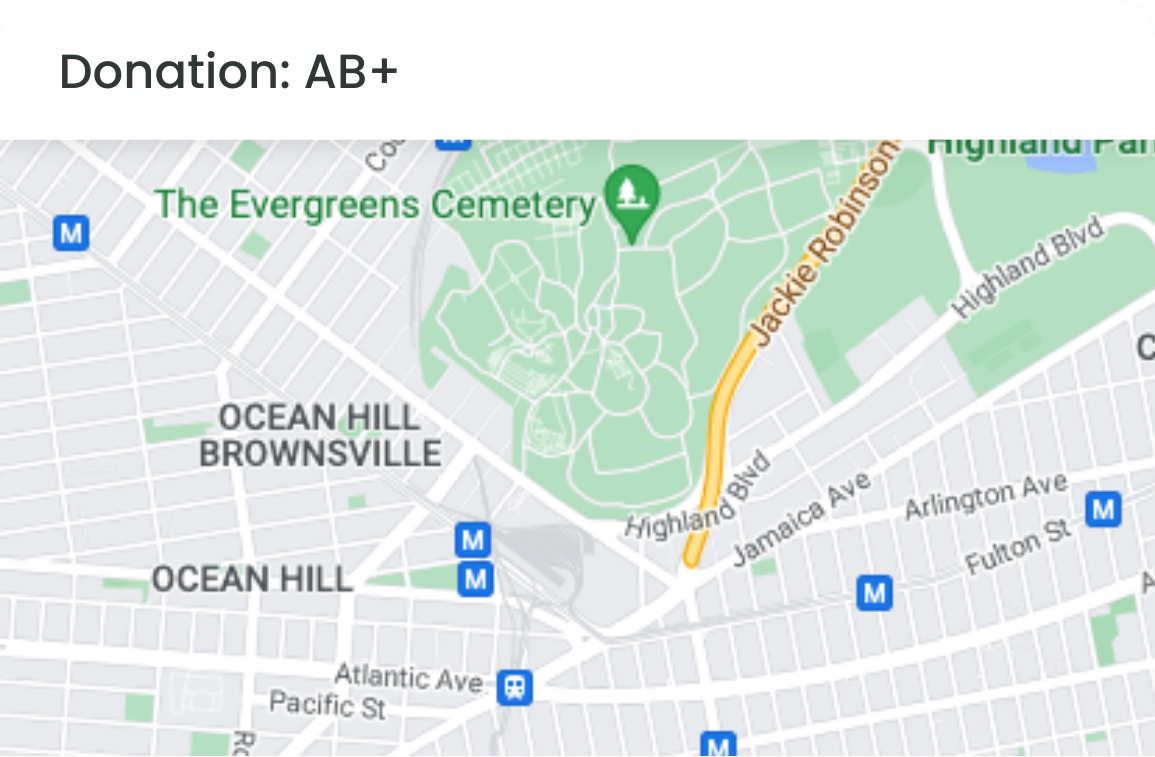 Donation: AB+
Highland Par
The Evergreens Cemetery
M
Jackie Robinson
Highland Blvd
OCEAN HILL
BROWNSVILLE
Highland Blvd
Jamaica Ave
Arlington Ave
M
Fulton St
M
M
OCEAN HILL
M
Atlantic Ave
Pacific St
M